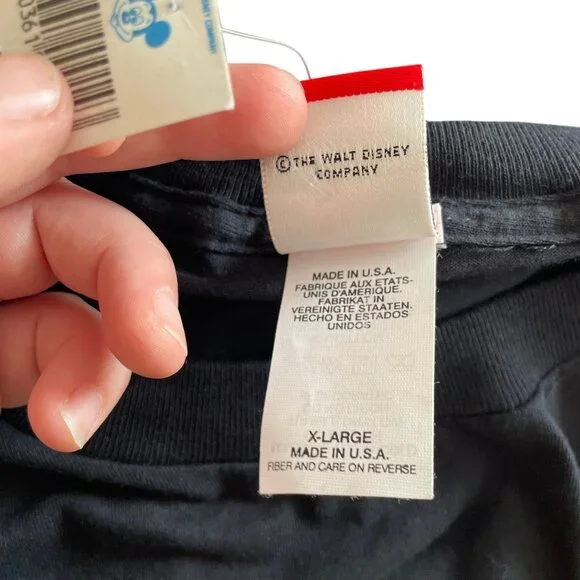 0361
© THE WALT DISNEY
COMPANY
MADE IN U.S.A.
FABRIQUE AUX ETATS-
UNIS D'AMERIQUE.
FABRIKAT IN
VEREINIGTE STAATEN.
HECHO EN ESTADOS
UNIDOS
X-LARGE
MADE IN U.S.A.
FIBER AND CARE ON REVERSE